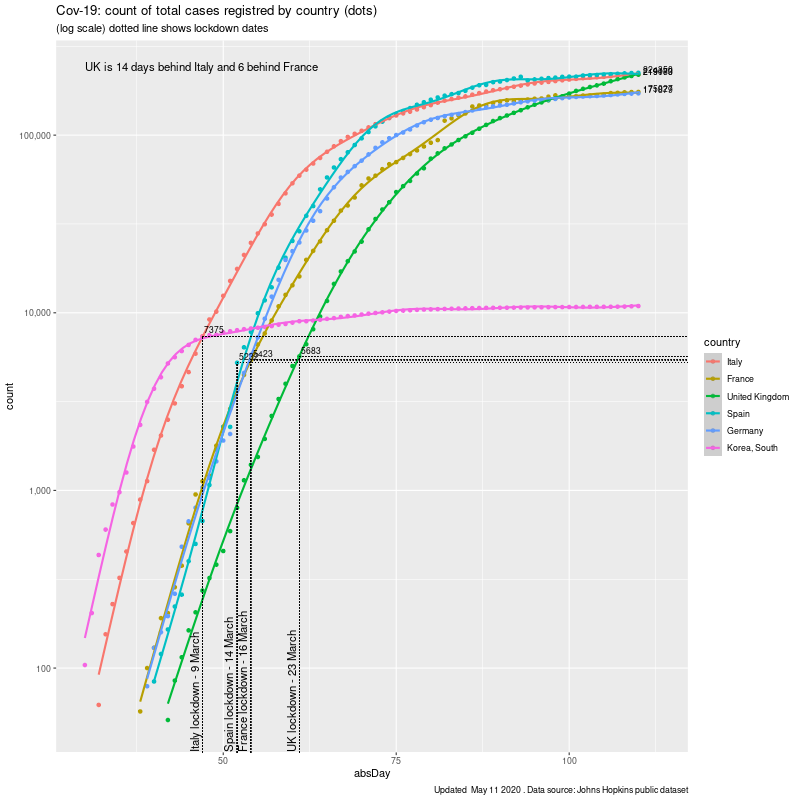 Cov-19: count of total cases registred by country (dots)
(log scale) dotted line shows lockdown dates
UK is 14 days behind Italy and 6 behind France
100,000
10,000
1,000
100
count
7375
5423
5683
Italy lockdown - 9 March
Spain lockdown - 14 March
France lockdown - 16 March
UK lockdown - 23 March
50
75
100
absDay
country
Italy
France
United Kingdom
Spain
Germany
Korea, South
Updated May 11 2020 . Data source: Johns Hopkins public dataset